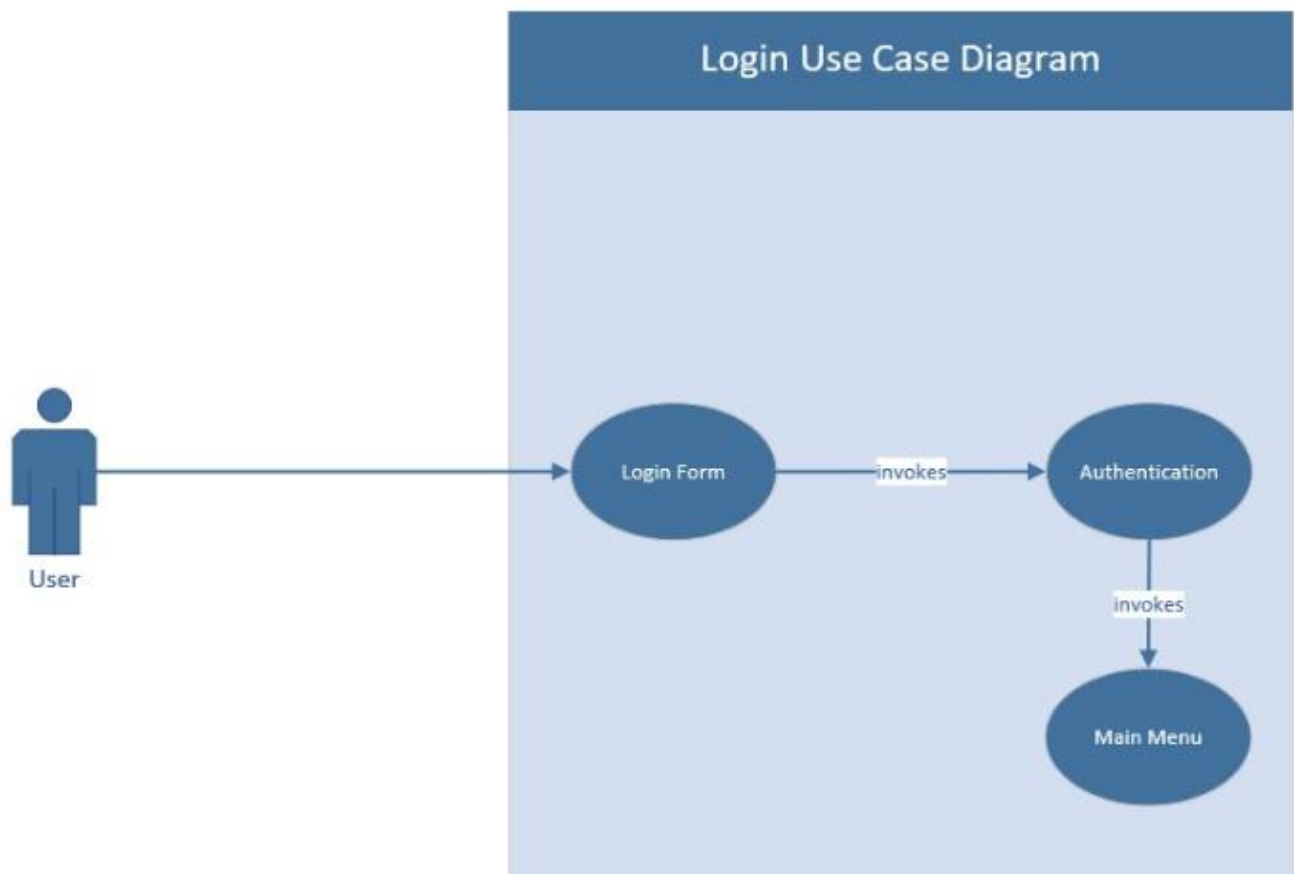 Login Use Case Diagram
User
Login Form
invokes
Authentication
invokes
Main Menu